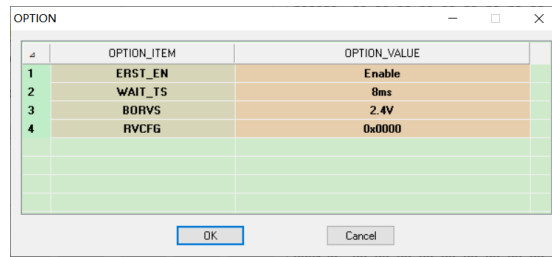 OPTION
OPTION_ITEM OPTION_VALUE
1 ERST_EN Enable
2 WAIT_TS 8ms
3 BORVS 2.4V
4 RVCFG 0x0000
OK Cancel